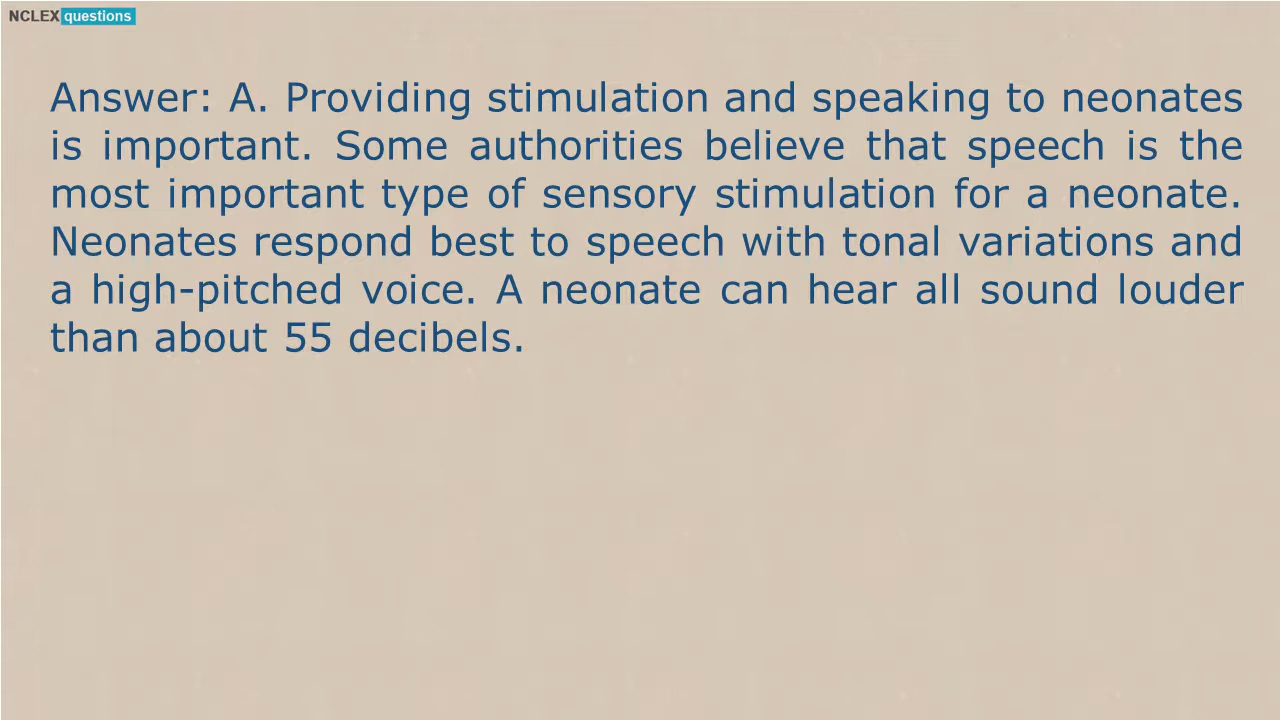 NCLEX questions
Answer: A. Providing stimulation and speaking to neonates
is important. Some authorities believe that speech is the
most important type of sensory stimulation for a neonate.
Neonates respond best to speech with tonal variations and
a high-pitched voice. A neonate can hear all sound louder
than about 55 decibels.